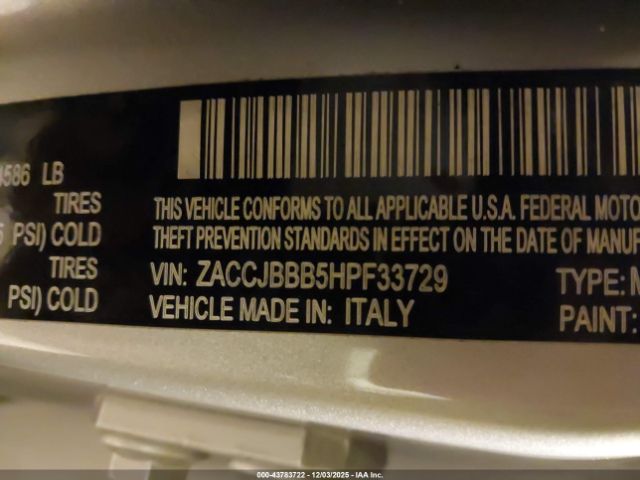 4586 LB
TIRES
PSI) COLD
TIRES
PSI) COLD
THIS VEHICLE CONFORMS TO ALL APPLICABLE U.S.A. FEDERAL MOTO
THEFT PREVENTION STANDARDS IN EFFECT ON THE DATE OF MANUF
VIN: ZACCJBBB5HPF33729
TYPE: M
VEHICLE MADE IN: ITALY
PAINT:
000-43783722 - 12/03/2025 - IAA Inc.